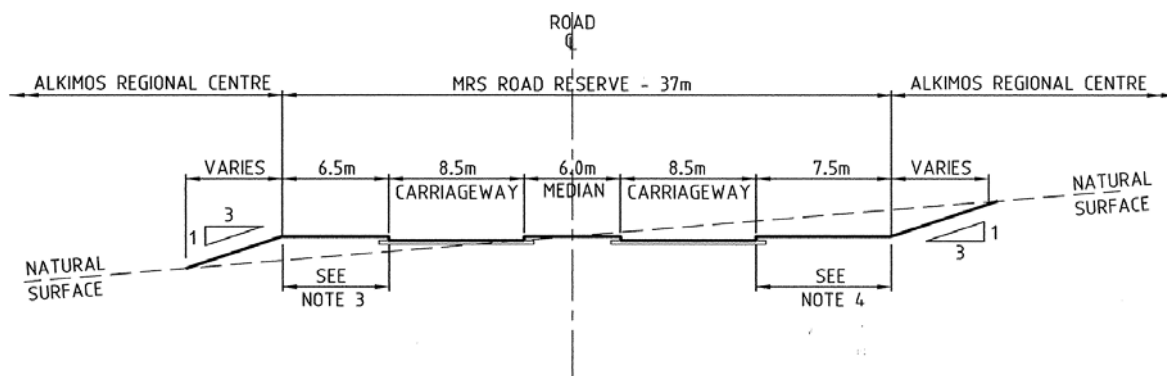 ROAD
℄
ALKIMOS REGIONAL CENTRE MRS ROAD RESERVE - 37m ALKIMOS REGIONAL CENTRE
VARIES 6.5m 8.5m 6.0m 8.5m 7.5m VARIES
CARRIAGEWAY MEDIAN CARRIAGEWAY
NATURAL
SURFACE
3
1
1
3
NATURAL
SURFACE
SEE
NOTE 3
SEE
NOTE 4